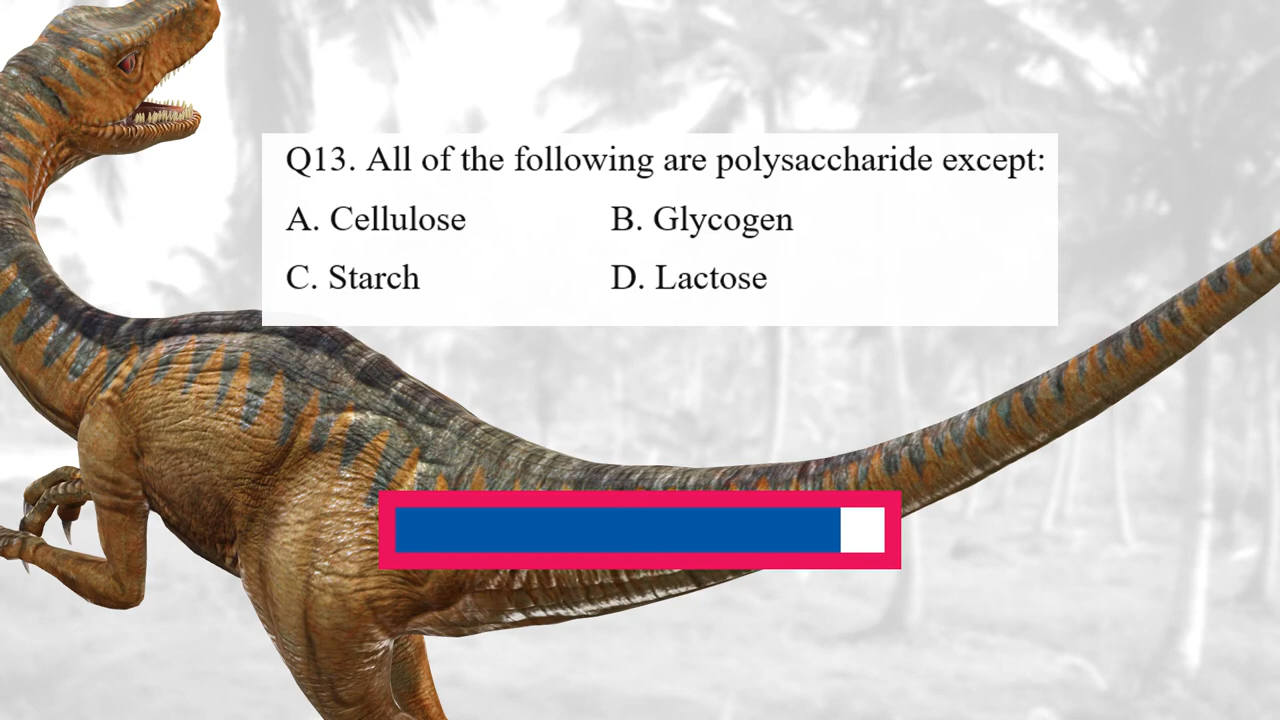 Q13. All of the following are polysaccharide except:
A. Cellulose B. Glycogen
C. Starch D. Lactose